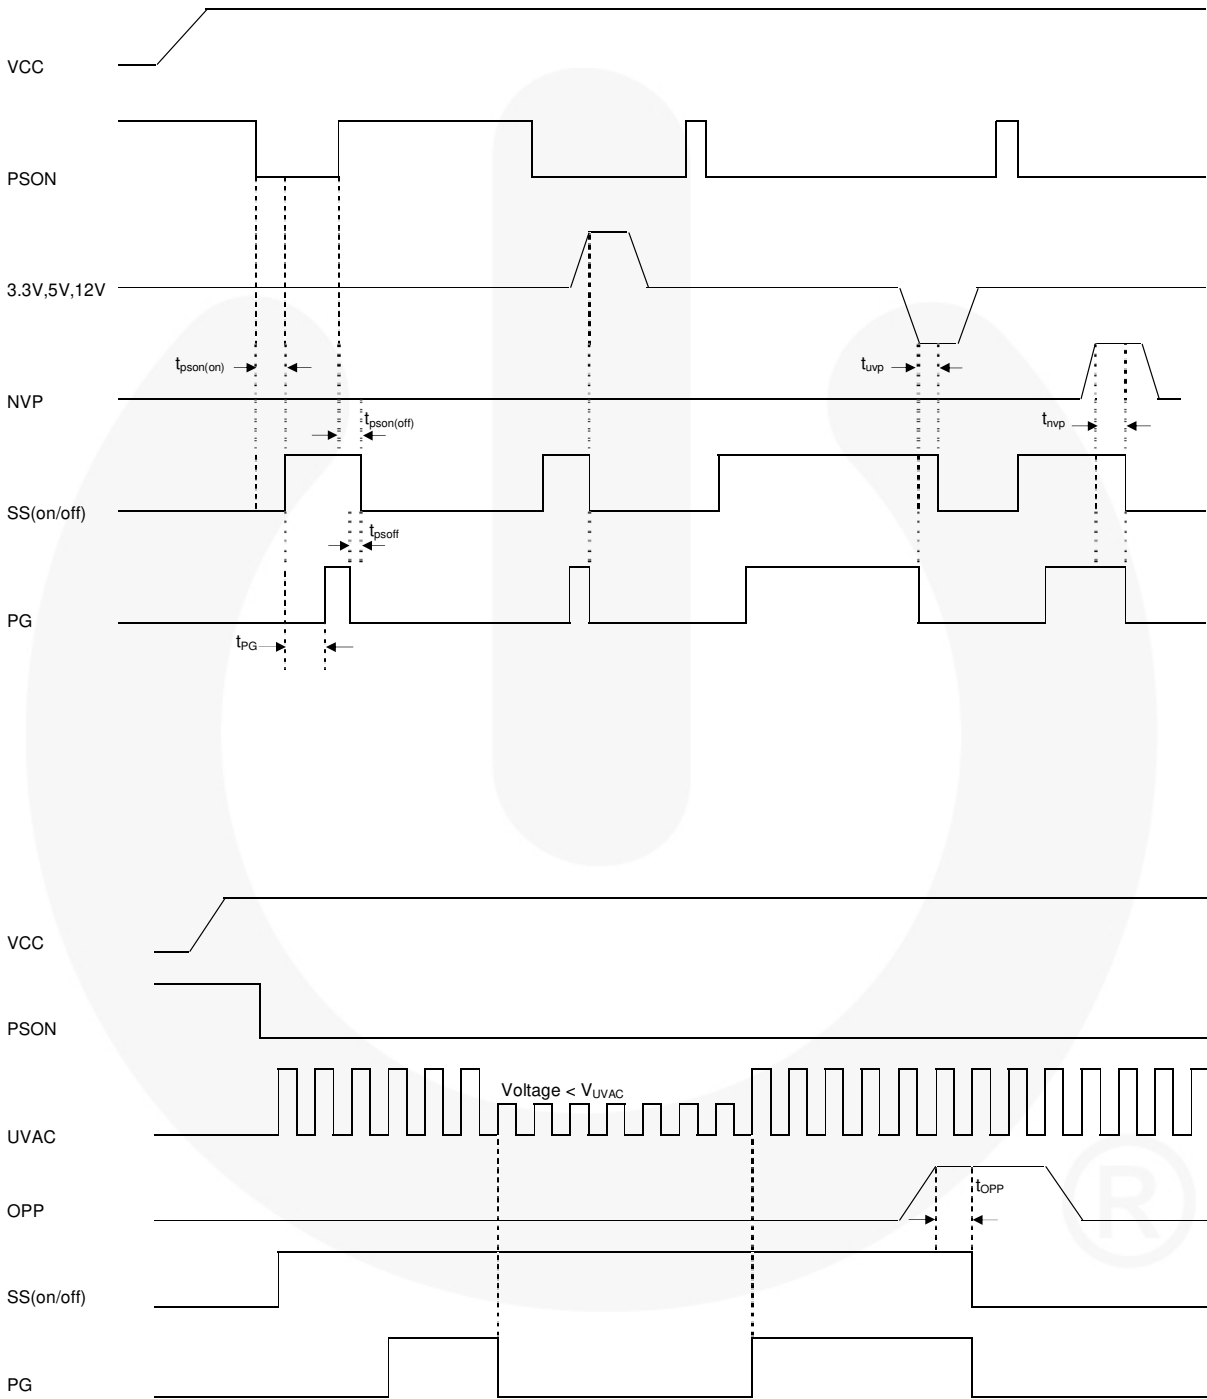 VCC
PSON
3.3V,5V,12V
tpson(on)
tuvp
NVP
tpson(off)
tnvp
SS(on/off)
tpsoff
PG
tPG
VCC
PSON
Voltage < VUVAC
UVAC
tOPP
OPP
R
SS(on/off)
PG